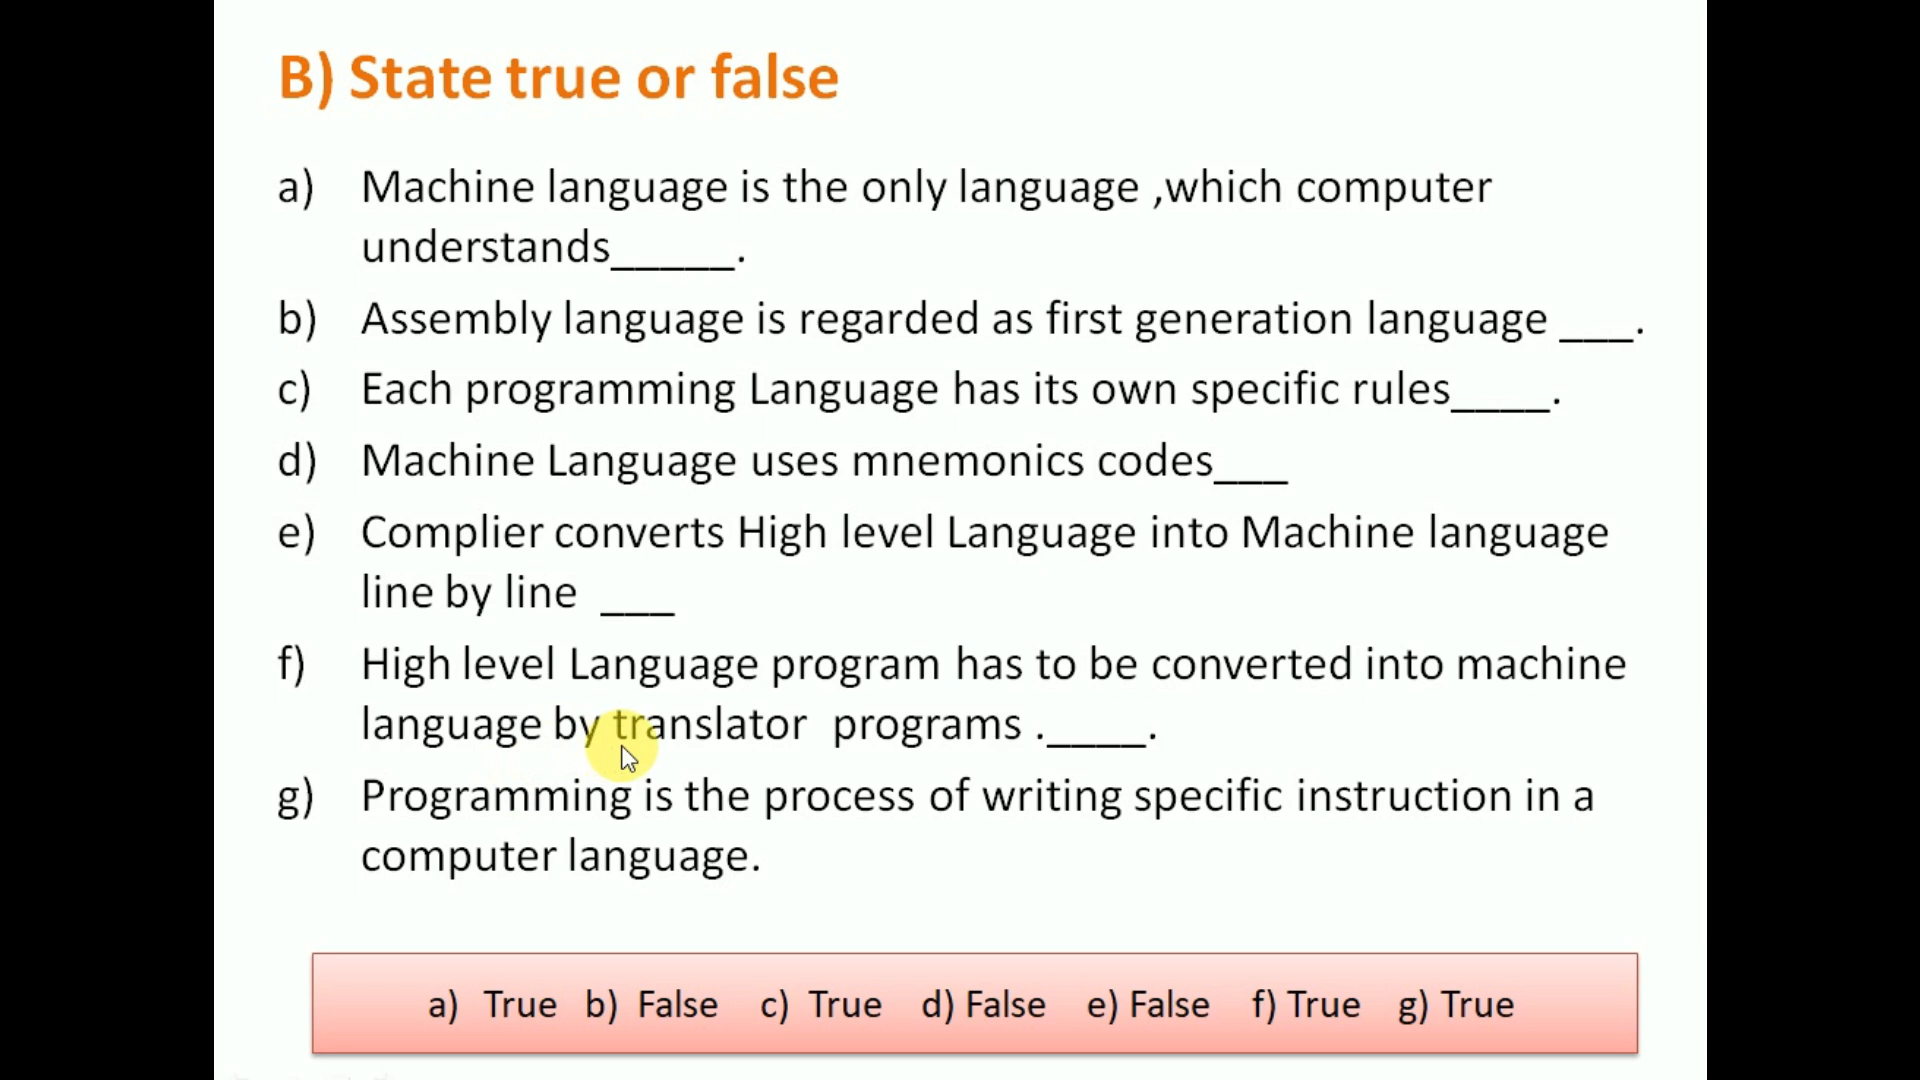 B) State true or false
a) Machine language is the only language ,which computer
understands_____.
b) Assembly language is regarded as first generation language ___.
c) Each programming Language has its own specific rules____.
d) Machine Language uses mnemonics codes___
e) Complier converts High level Language into Machine language
line by line ___
f) High level Language program has to be converted into machine
language by translator programs .____.
g) Programming is the process of writing specific instruction in a
computer language.
a) True b) False c) True d) False e) False f) True g) True